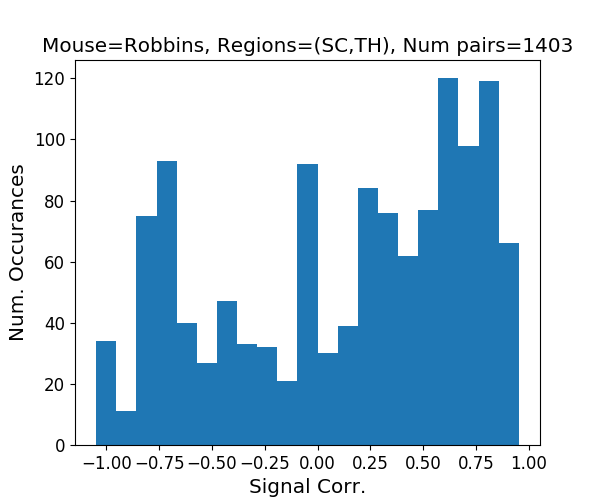 Mouse=Robbins, Regions=(SC,TH), Num pairs=1403
120
100
80
60
40
20
0
Num. Occurances
−1.00 −0.75 −0.50 −0.25 0.00 0.25 0.50 0.75 1.00
Signal Corr.